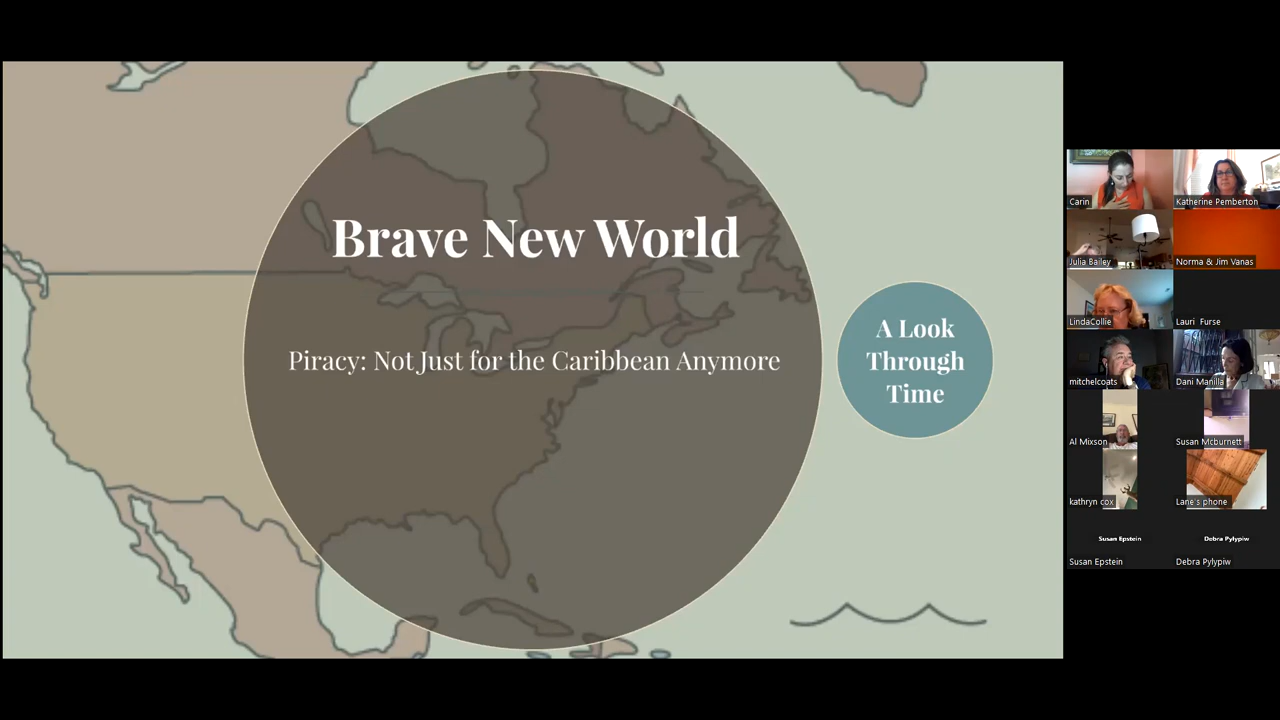 Brave New World
Piracy: Not Just for the Caribbean Anymore
A Look
Through
Time
Carin
Katherine Pemberton
Julia Bailey
Norma & Jim Vanas
LindaCollie
Lauri Furse
mitchelcoats
Dani Manilla
Al Mixson
Susan Mcburnett
kathryn cox
Lane's phone
Susan Epstein
Debra Pylypiw
Susan Epstein
Debra Pylypiw